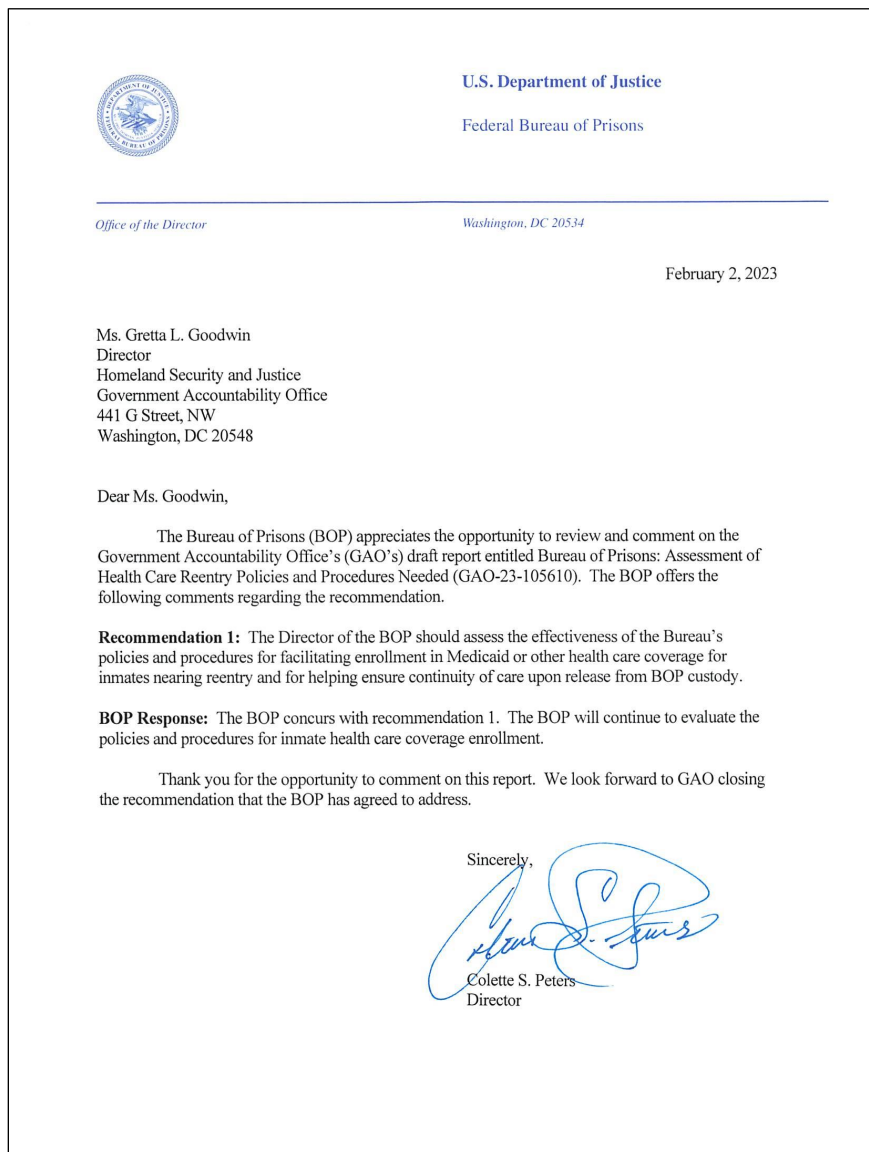 DEPARTMENT OF JUSTICE
FEDERAL BUREAU OF PRISONS
U.S. Department of Justice
Federal Bureau of Prisons
Office of the Director
Washington, DC 20534
February 2, 2023
Ms. Gretta L. Goodwin
Director
Homeland Security and Justice
Government Accountability Office
441 G Street, NW
Washington, DC 20548
Dear Ms. Goodwin,
The Bureau of Prisons (BOP) appreciates the opportunity to review and comment on the
Government Accountability Office's (GAO's) draft report entitled Bureau of Prisons: Assessment of
Health Care Reentry Policies and Procedures Needed (GAO-23-105610). The BOP offers the
following comments regarding the recommendation.
Recommendation 1: The Director of the BOP should assess the effectiveness of the Bureau's
policies and procedures for facilitating enrollment in Medicaid or other health care coverage for
inmates nearing reentry and for helping ensure continuity of care upon release from BOP custody.
BOP Response: The BOP concurs with recommendation 1. The BOP will continue to evaluate the
policies and procedures for inmate health care coverage enrollment.
Thank you for the opportunity to comment on this report. We look forward to GAO closing
the recommendation that the BOP has agreed to address.
Sincerely,
Colette S. Peters
Director